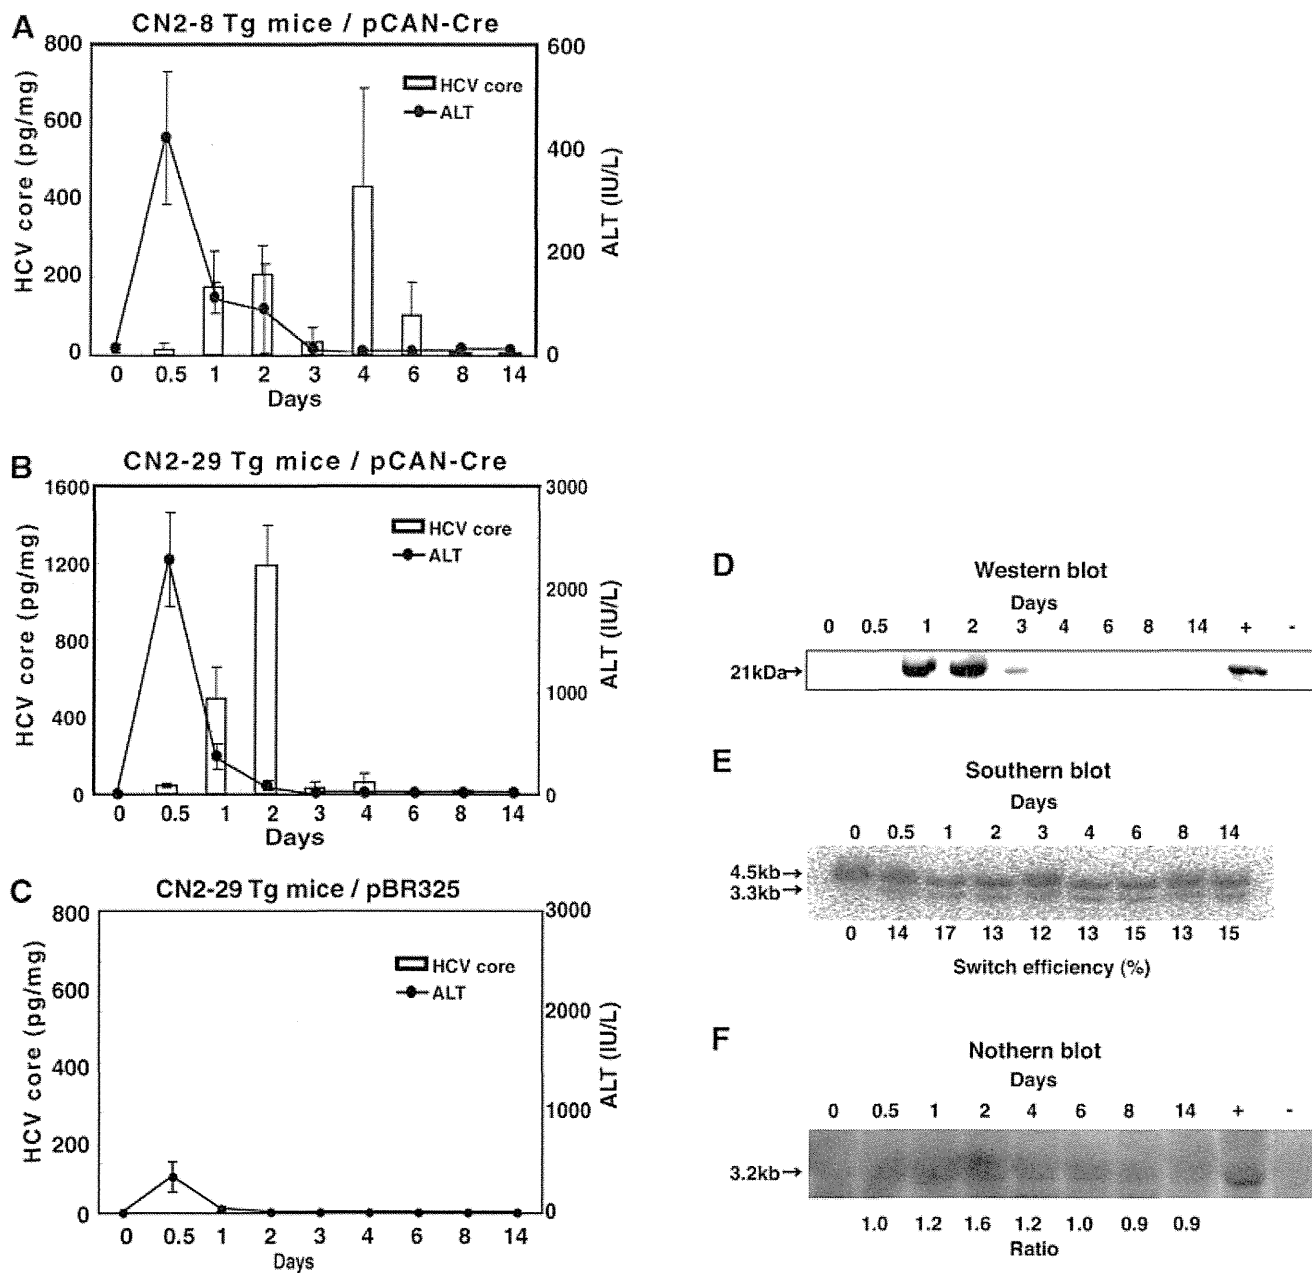 A
CN2-8 Tg mice / pCAN-Cre
HCV core (pg/mg)
800
600
400
200
0
600
400
200
0
ALT (IU/L)
HCV core
ALT
0 0.5 1 2 3 4 6 8 14
Days
B
CN2-29 Tg mice / pCAN-Cre
HCV core (pg/mg)
1600
1200
800
400
0
3000
2000
1000
0
ALT (IU/L)
HCV core
ALT
0 0.5 1 2 3 4 6 8 14
Days
C
CN2-29 Tg mice / pBR325
HCV core (pg/mg)
800
600
400
200
0
3000
2000
1000
0
ALT (IU/L)
HCV core
ALT
0 0.5 1 2 3 4 6 8 14
Days
D
Western blot
Days
0 0.5 1 2 3 4 6 8 14 + -
21kDa→
E
Southern blot
Days
0 0.5 1 2 3 4 6 8 14
4.5kb→
3.3kb→
0 14 17 13 12 13 15 13 15
Switch efficiency (%)
F
Nothern blot
Days
0 0.5 1 2 4 6 8 14 + -
3.2kb→
1.0 1.2 1.6 1.2 1.0 0.9 0.9
Ratio